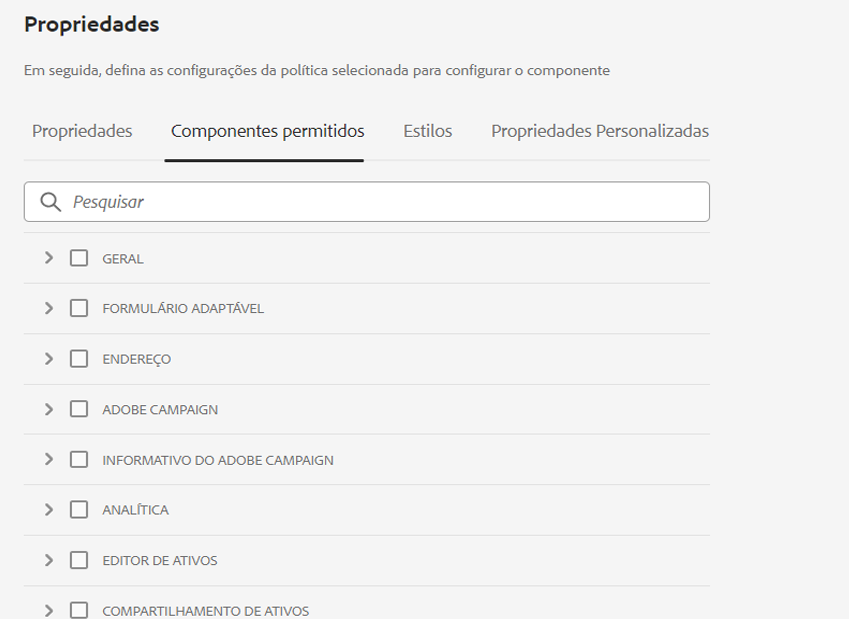 Propriedades
Em seguida, defina as configurações da política selecionada para configurar o componente
Propriedades Componentes permitidos Estilos Propriedades Personalizadas
Pesquisar
GERAL
FORMULÁRIO ADAPTÁVEL
ENDEREÇO
ADOBE CAMPAIGN
INFORMATIVO DO ADOBE CAMPAIGN
ANALÍTICA
EDITOR DE ATIVOS
COMPARTILHAMENTO DE ATIVOS